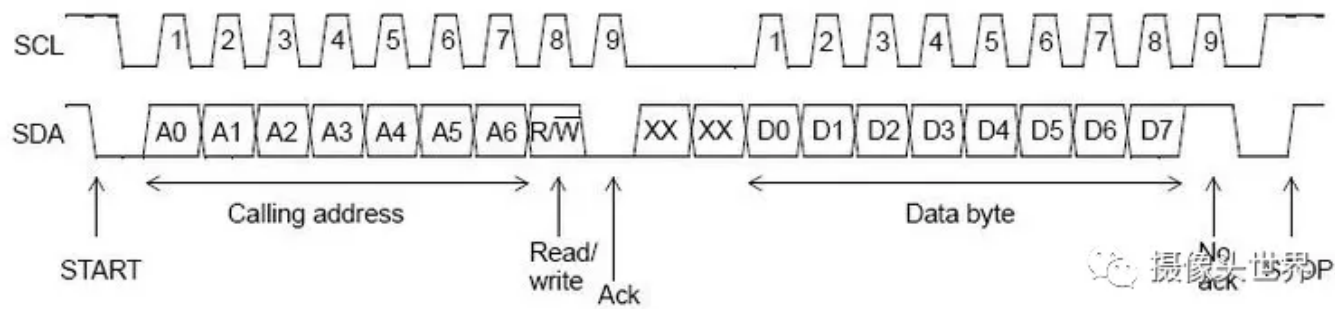 SCL 1 2 3 4 5 6 7 8 9 1 2 3 4 5 6 7 8 9
SDA A0 A1 A2 A3 A4 A5 A6 R/W XX XX D0 D1 D2 D3 D4 D5 D6 D7
Calling address
Data byte
START
Read/
write
Ack
No
ack
STOP
摄像头世界